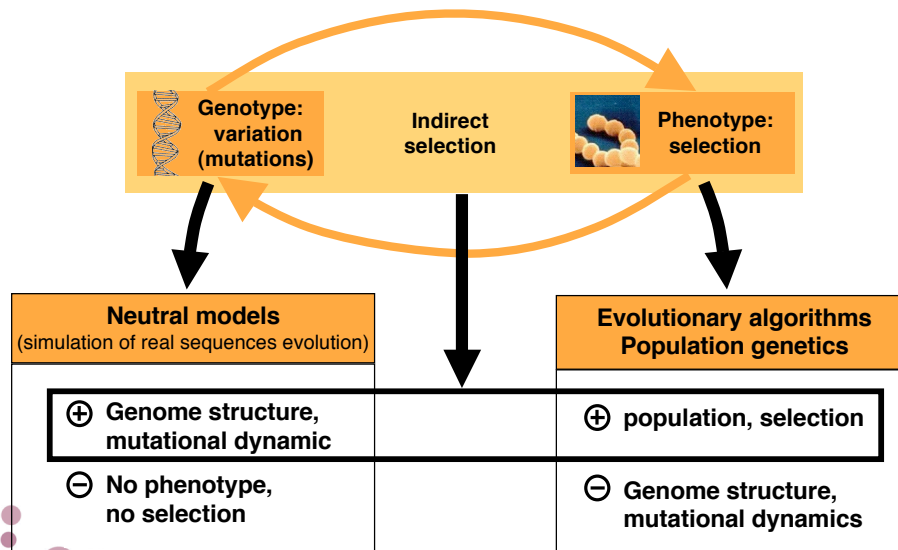 Genotype:
variation
(mutations)
Indirect
selection
Phenotype:
selection
Neutral models
(simulation of real sequences evolution)
Evolutionary algorithms
Population genetics
⊕ Genome structure,
mutational dynamic
⊕ population, selection
⊖ No phenotype,
no selection
⊖ Genome structure,
mutational dynamics